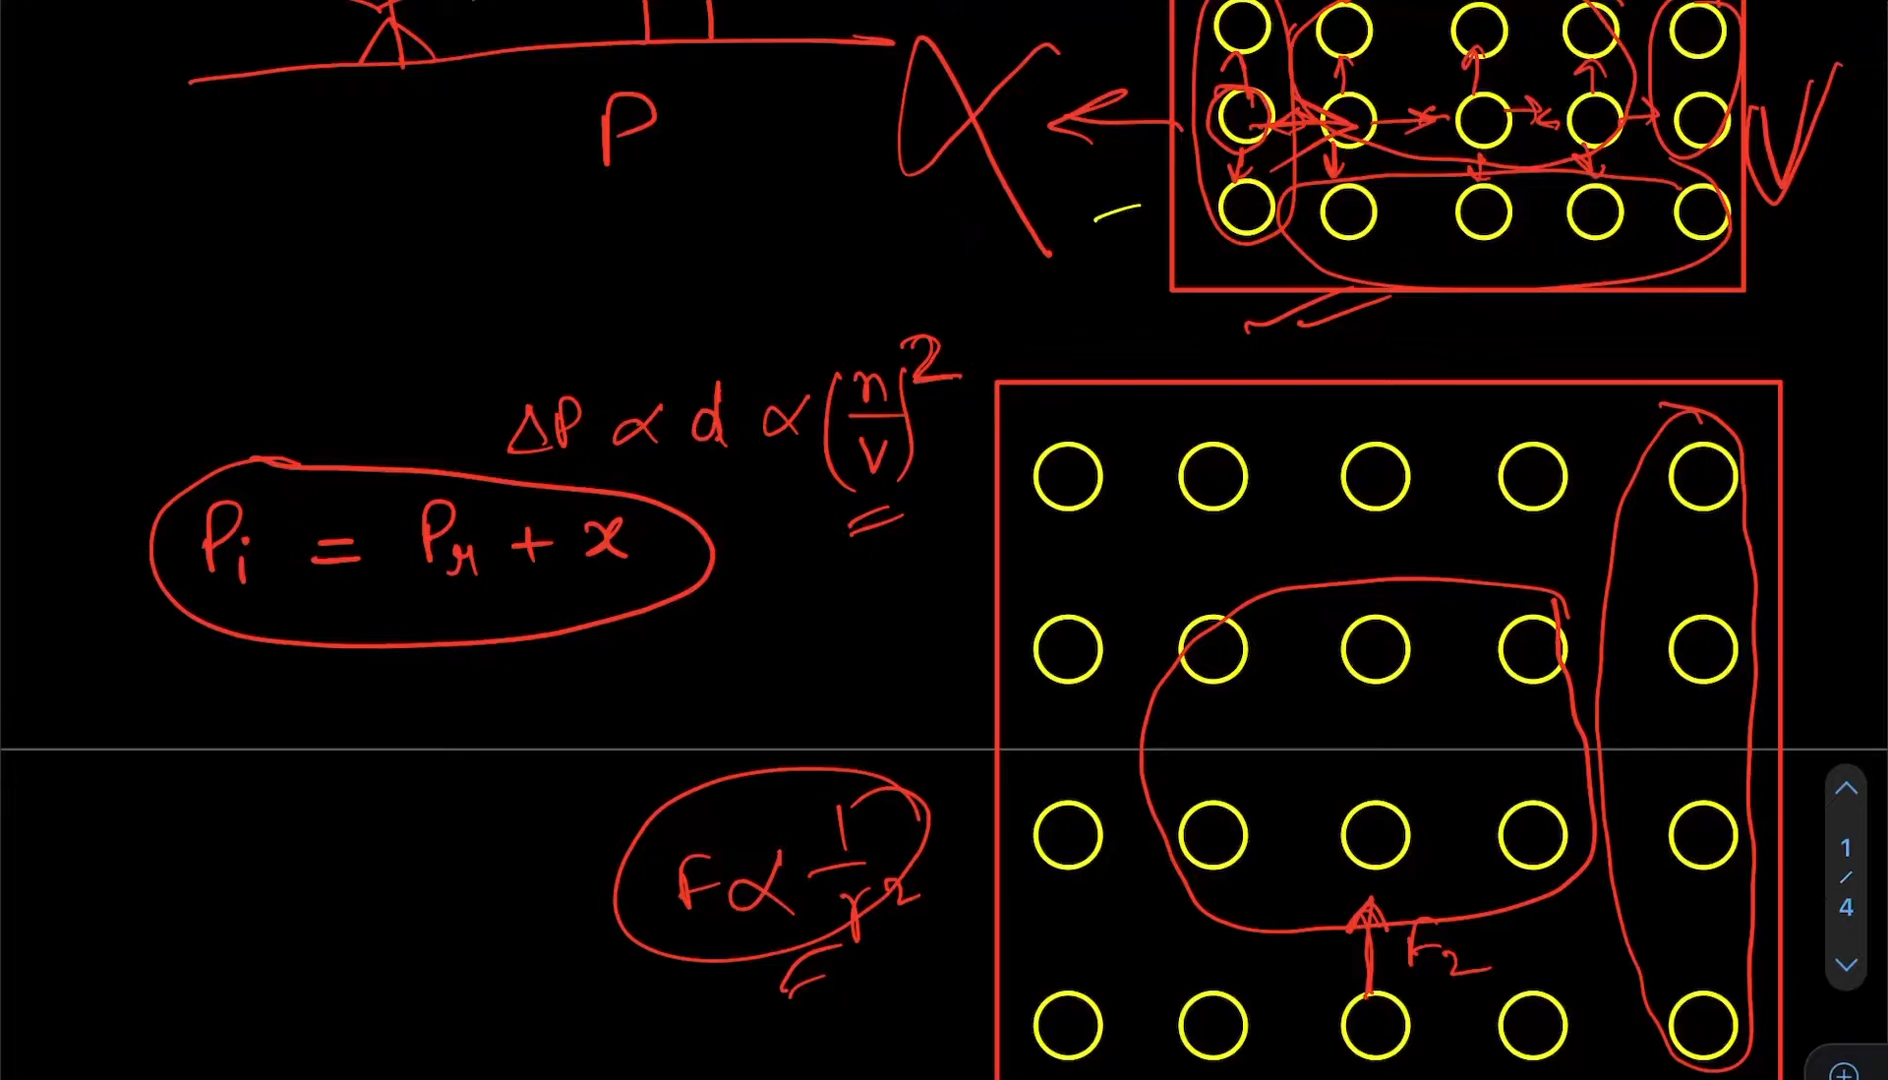 P
ΔP ∝ d ∝ (n/v)²
Pi = Pr + x
F ∝ 1/r²
F₂
1
/
4